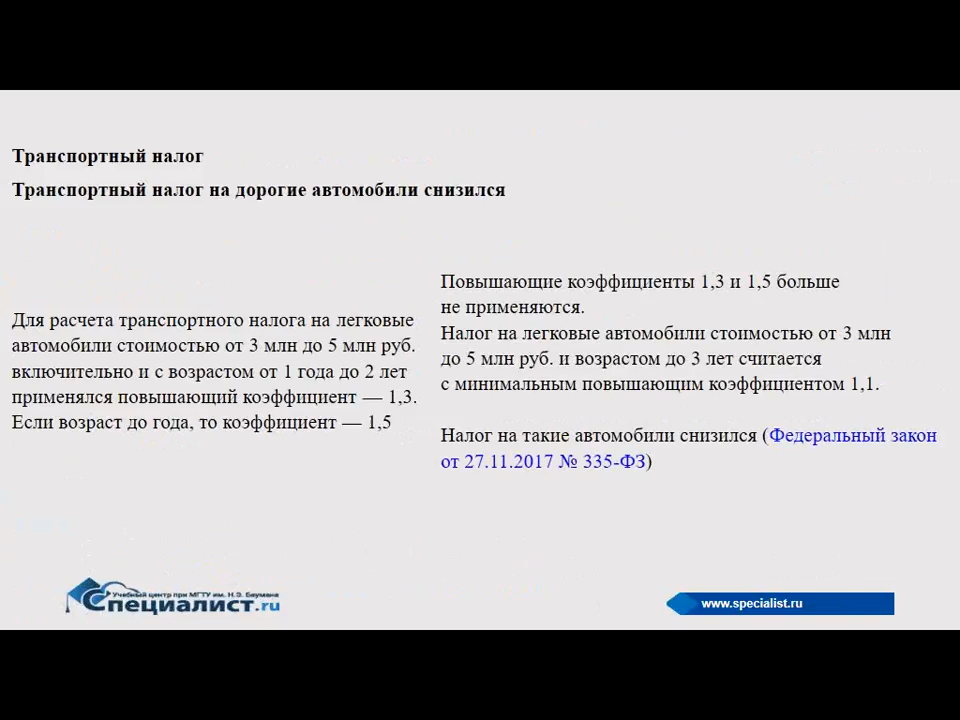 Транспортный налог
Транспортный налог на дорогие автомобили снизился
Для расчета транспортного налога на легковые
автомобили стоимостью от 3 млн до 5 млн руб.
включительно и с возрастом от 1 года до 2 лет
применялся повышающий коэффициент — 1,3.
Если возраст до года, то коэффициент — 1,5
Повышающие коэффициенты 1,3 и 1,5 больше
не применяются.
Налог на легковые автомобили стоимостью от 3 млн
до 5 млн руб. и возрастом до 3 лет считается
с минимальным повышающим коэффициентом 1,1.
Налог на такие автомобили снизился (Федеральный закон
от 27.11.2017 № 335-ФЗ)
Учебный центр при МГТУ им. Н.Э. Баумана
Специалист.ru
www.specialist.ru